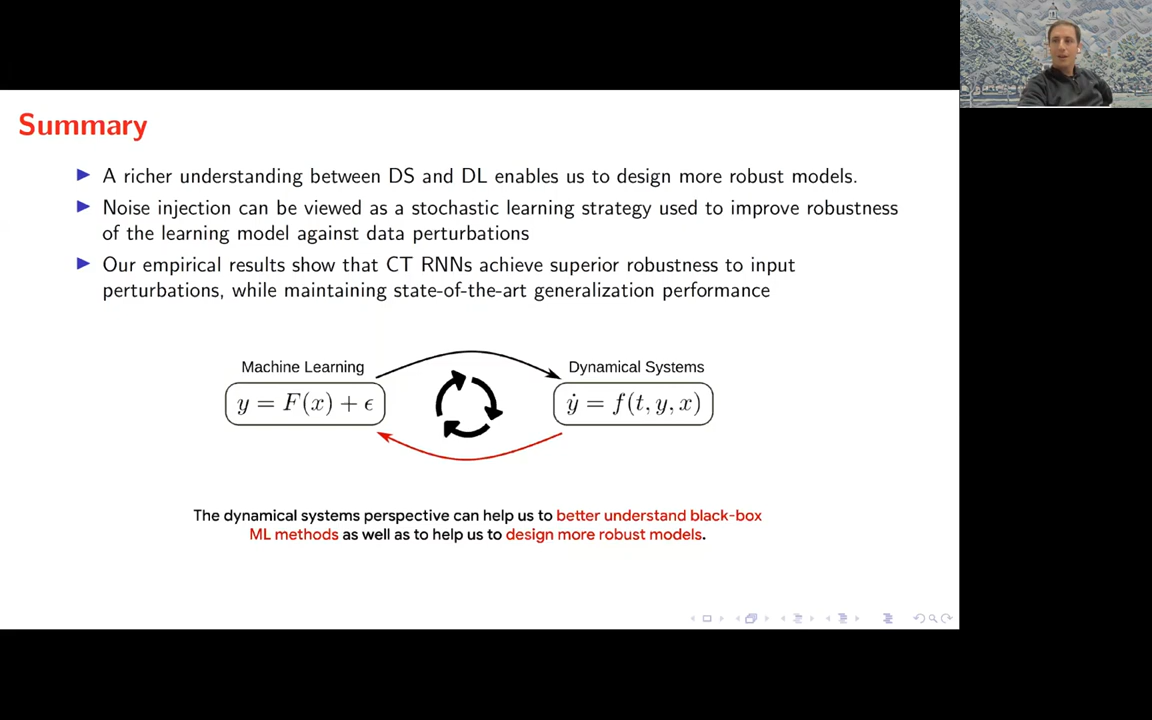 Summary
A richer understanding between DS and DL enables us to design more robust models.
Noise injection can be viewed as a stochastic learning strategy used to improve robustness
of the learning model against data perturbations
Our empirical results show that CT RNNs achieve superior robustness to input
perturbations, while maintaining state-of-the-art generalization performance
Machine Learning
y = F(x) + ϵ
Dynamical Systems
ẏ = f(t, y, x)
The dynamical systems perspective can help us to better understand black-box
ML methods as well as to help us to design more robust models.